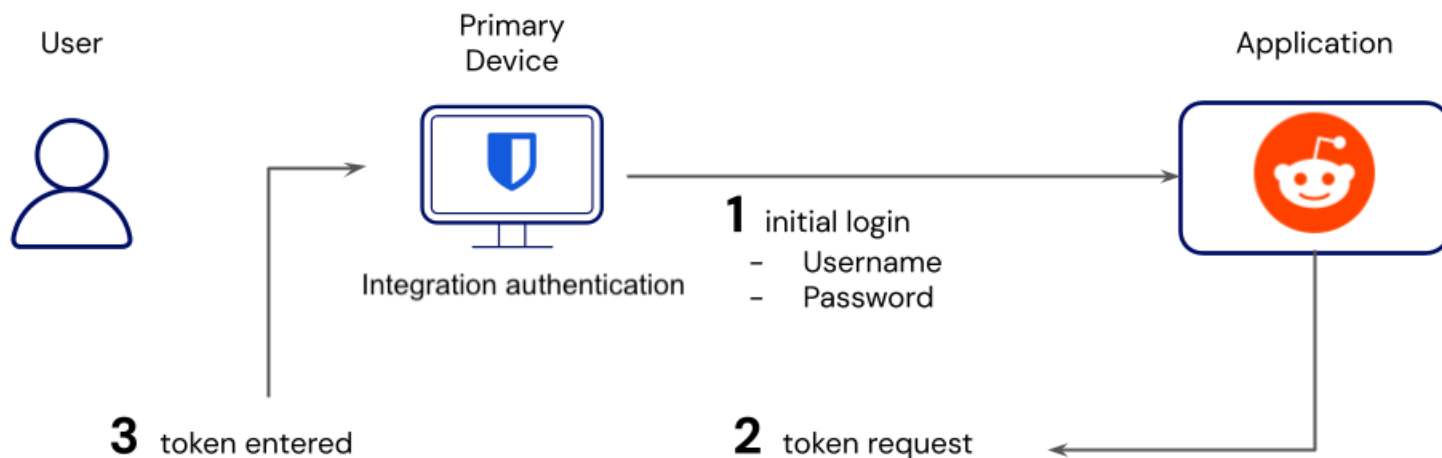 User
Primary
Device
Application
Integration authentication
1 initial login
- Username
- Password
3 token entered
2 token request